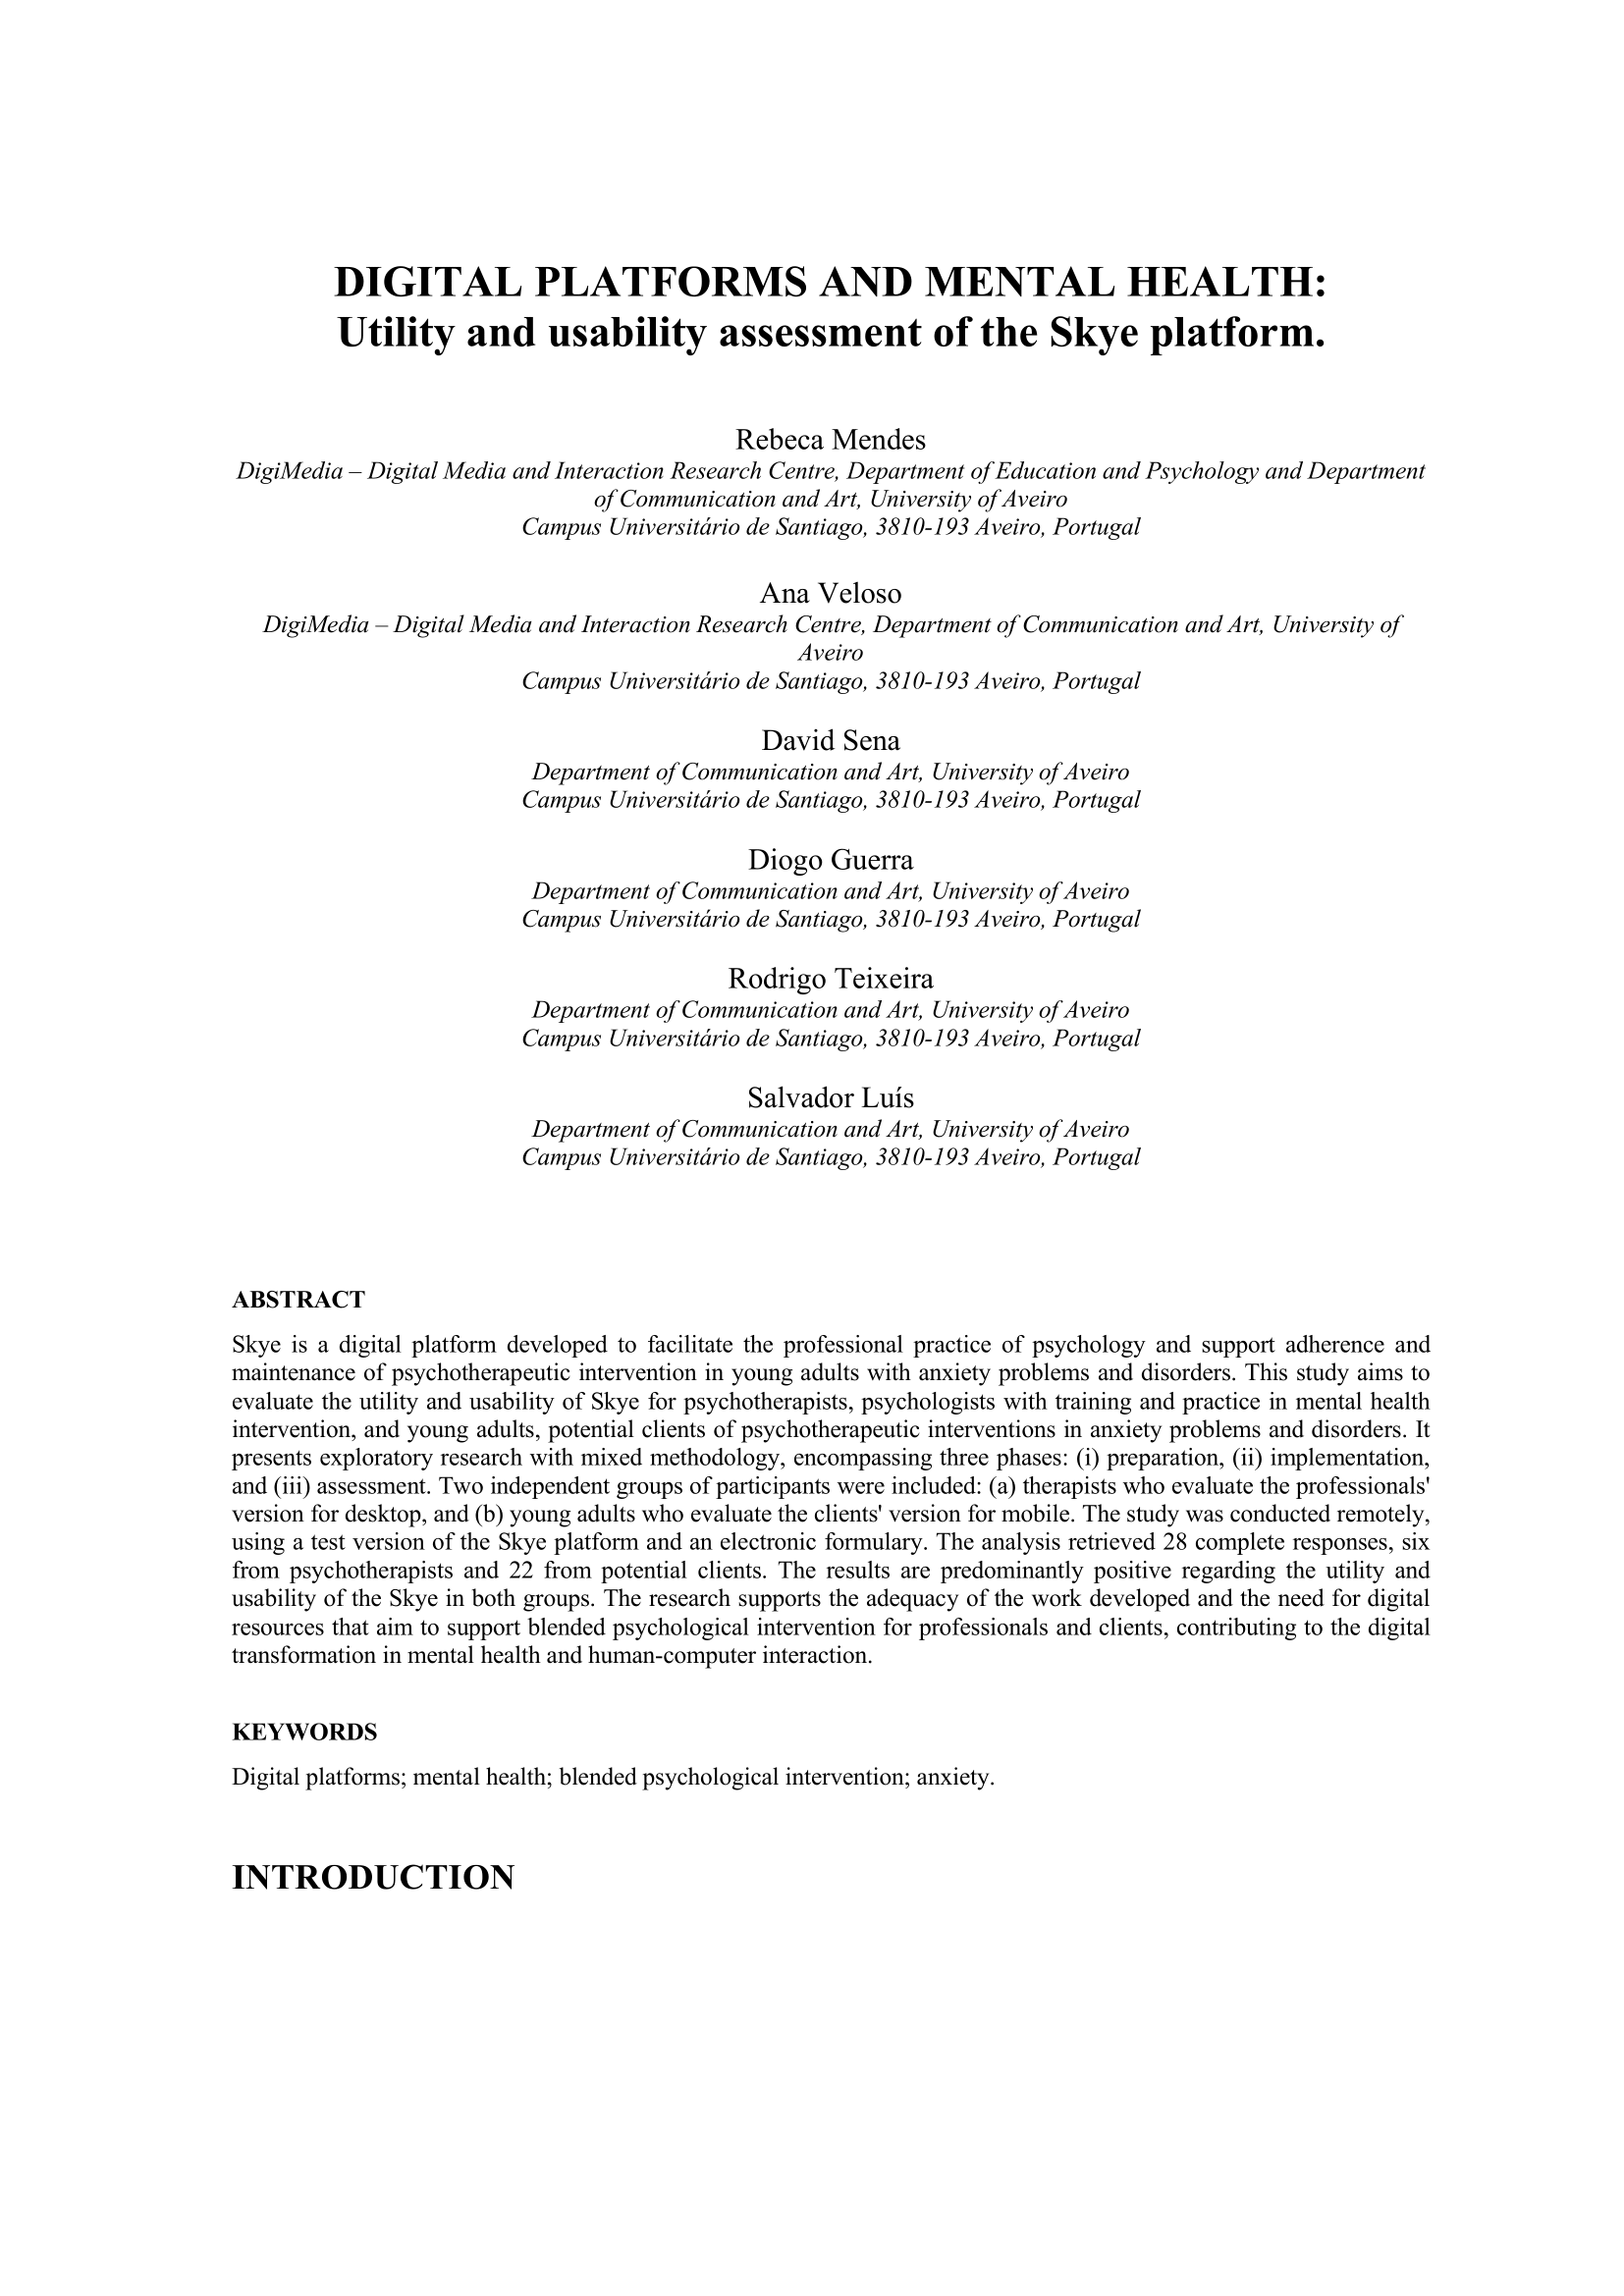 DIGITAL PLATFORMS AND MENTAL HEALTH:
Utility and usability assessment of the Skye platform.
Rebeca Mendes
DigiMedia – Digital Media and Interaction Research Centre, Department of Education and Psychology and Department
of Communication and Art, University of Aveiro
Campus Universitário de Santiago, 3810-193 Aveiro, Portugal
Ana Veloso
DigiMedia – Digital Media and Interaction Research Centre, Department of Communication and Art, University of
Aveiro
Campus Universitário de Santiago, 3810-193 Aveiro, Portugal
David Sena
Department of Communication and Art, University of Aveiro
Campus Universitário de Santiago, 3810-193 Aveiro, Portugal
Diogo Guerra
Department of Communication and Art, University of Aveiro
Campus Universitário de Santiago, 3810-193 Aveiro, Portugal
Rodrigo Teixeira
Department of Communication and Art, University of Aveiro
Campus Universitário de Santiago, 3810-193 Aveiro, Portugal
Salvador Luís
Department of Communication and Art, University of Aveiro
Campus Universitário de Santiago, 3810-193 Aveiro, Portugal
ABSTRACT
Skye is a digital platform developed to facilitate the professional practice of psychology and support adherence and
maintenance of psychotherapeutic intervention in young adults with anxiety problems and disorders. This study aims to
evaluate the utility and usability of Skye for psychotherapists, psychologists with training and practice in mental health
intervention, and young adults, potential clients of psychotherapeutic interventions in anxiety problems and disorders. It
presents exploratory research with mixed methodology, encompassing three phases: (i) preparation, (ii) implementation,
and (iii) assessment. Two independent groups of participants were included: (a) therapists who evaluate the professionals'
version for desktop, and (b) young adults who evaluate the clients' version for mobile. The study was conducted remotely,
using a test version of the Skye platform and an electronic formulary. The analysis retrieved 28 complete responses, six
from psychotherapists and 22 from potential clients. The results are predominantly positive regarding the utility and
usability of the Skye in both groups. The research supports the adequacy of the work developed and the need for digital
resources that aim to support blended psychological intervention for professionals and clients, contributing to the digital
transformation in mental health and human-computer interaction.
KEYWORDS
Digital platforms; mental health; blended psychological intervention; anxiety.
INTRODUCTION